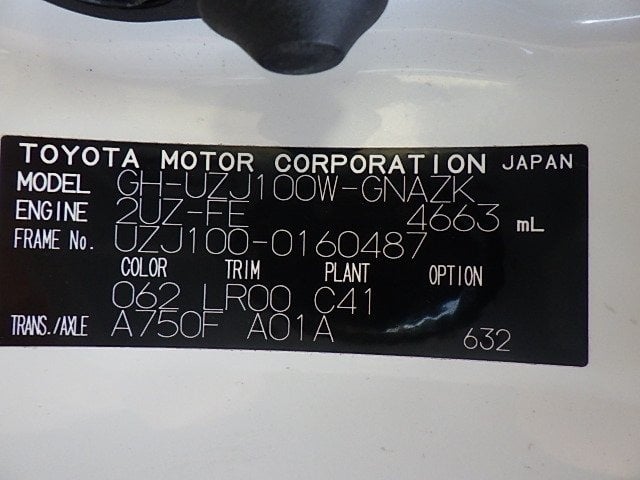 TOYOTA MOTOR CORPORATION JAPAN
MODEL GH-UZJ100W-GNAZK
ENGINE 2UZ-FE 4663 mL
FRAME No. UZJ100-0160487
COLOR TRIM PLANT OPTION
062 LR00 C41
TRANS./AXLE A750F A01A 632